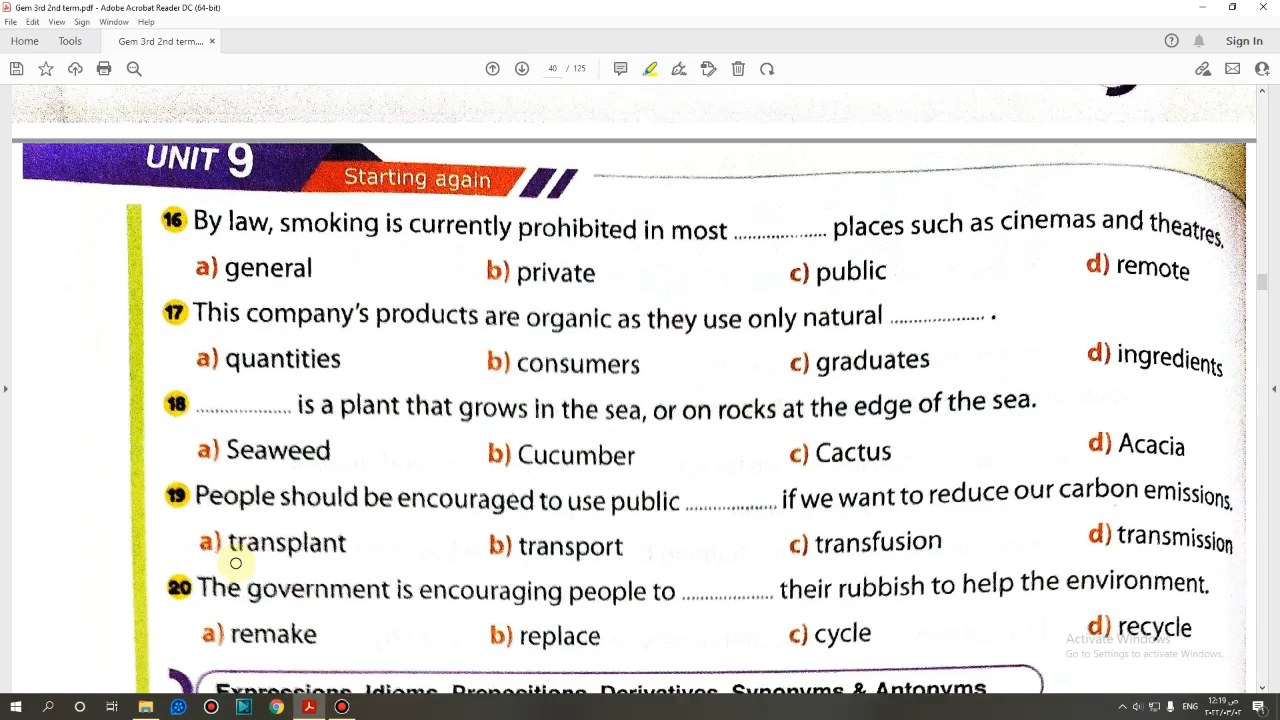 Gem 3rd 2nd term.pdf - Adobe Acrobat Reader DC (64-bit)
File Edit View Sign Window Help
Home Tools Gem 3rd 2nd term.... × Sign In
40 / 125
UNIT 9 Starting again
16 By law, smoking is currently prohibited in most .................... places such as cinemas and theatres.
a) general b) private c) public d) remote
17 This company's products are organic as they use only natural .................... .
a) quantities b) consumers c) graduates d) ingredients
18 .................... is a plant that grows in the sea, or on rocks at the edge of the sea.
a) Seaweed b) Cucumber c) Cactus d) Acacia
19 People should be encouraged to use public .................... if we want to reduce our carbon emissions.
a) transplant b) transport c) transfusion d) transmission
20 The government is encouraging people to .................... their rubbish to help the environment.
a) remake b) replace c) cycle d) recycle
Activate Windows
Go to Settings to activate Windows.
Expressions, Idioms, Prepositions, Derivatives, Synonyms & Antonyms
12:19 ص
٢٠٢٢/٠٣/٠٢